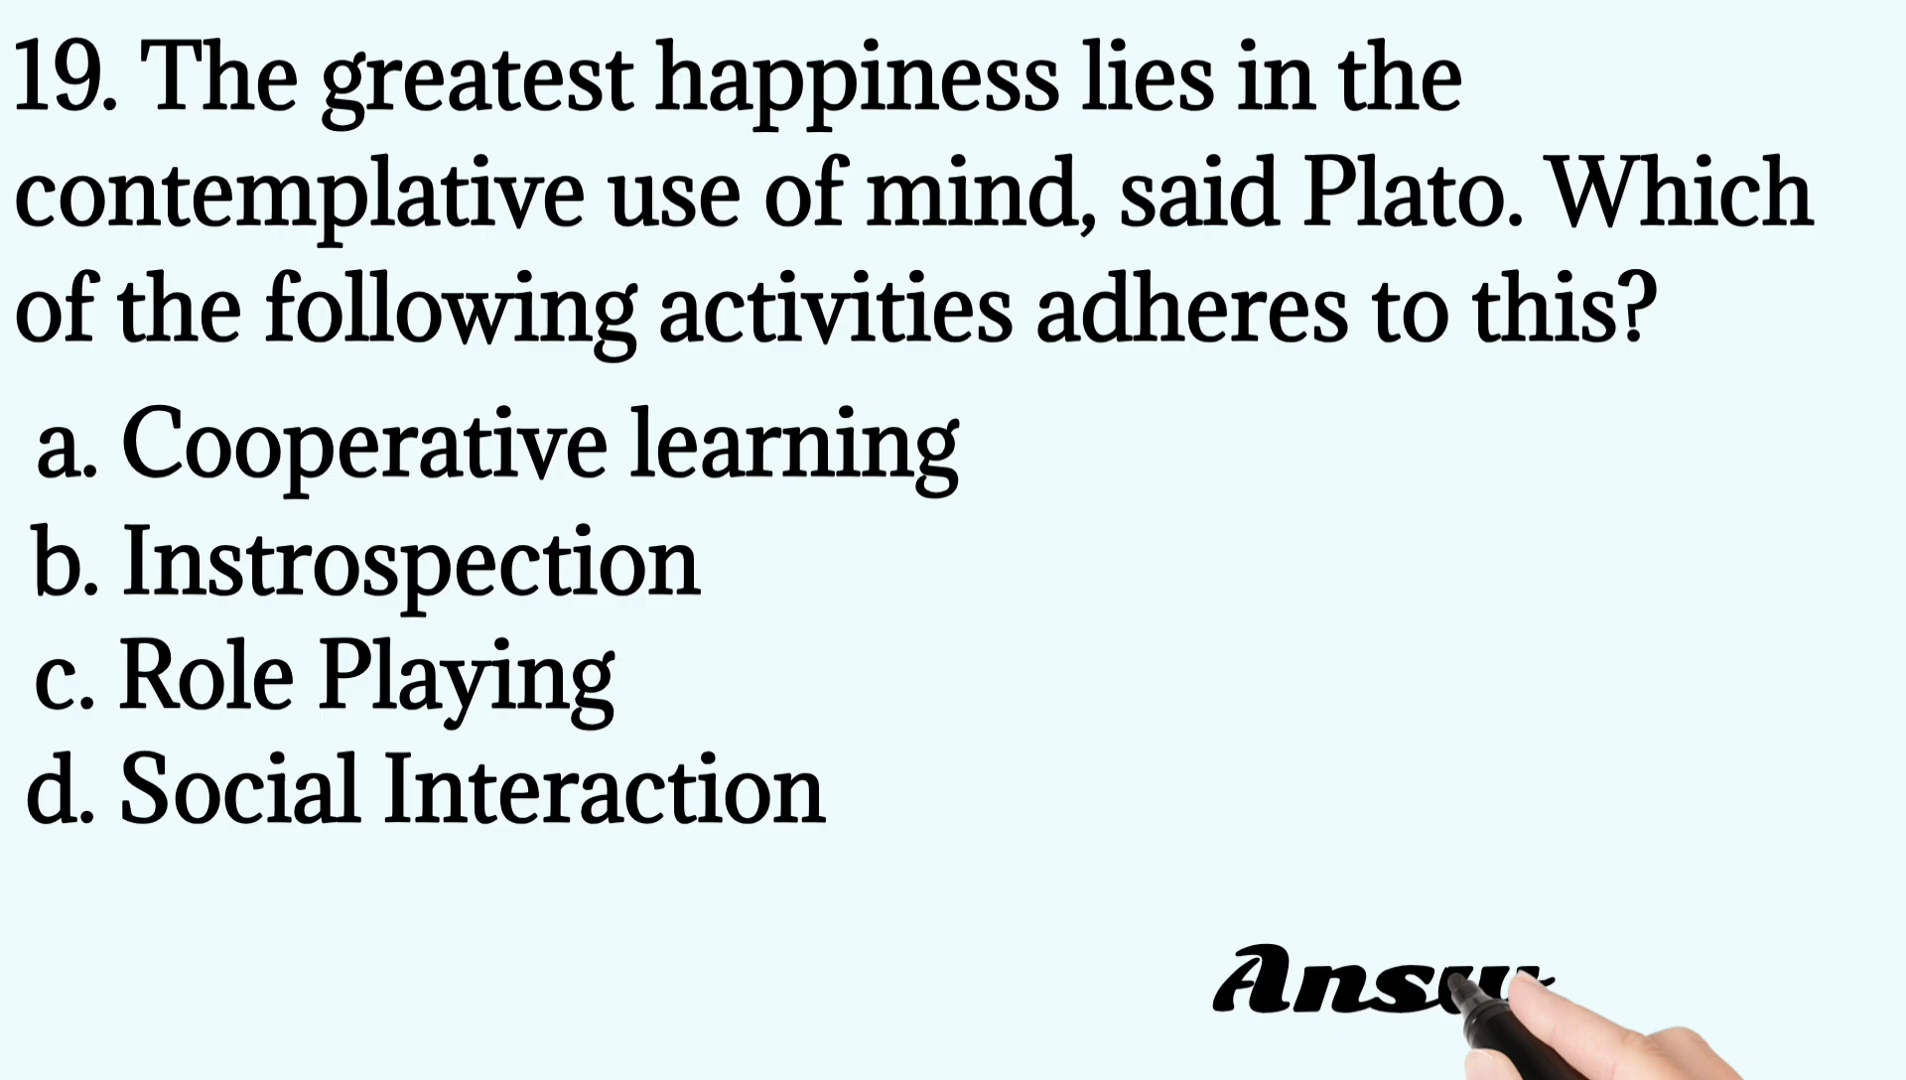 19. The greatest happiness lies in the
contemplative use of mind, said Plato. Which
of the following activities adheres to this?
a. Cooperative learning
b. Instrospection
c. Role Playing
d. Social Interaction